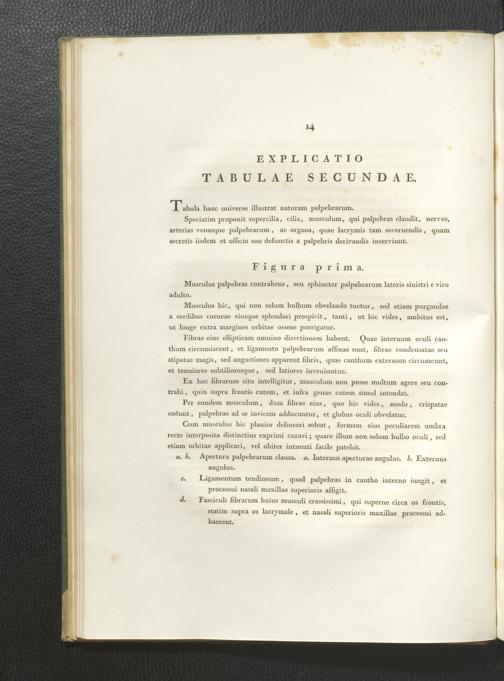 14
EXPLICATIO
TABULAE SECUNDAE.
Tabula haec universe illustrat naturam palpebrarum.
Speciatim proponit supercilia, cilia, musculum, qui palpebras claudit, nervos,
arterias venasque palpebrarum, ac organa, quae lacrymis tam secernendis, quam
secretis iisdem et officio suo defunctis a palpebris derivandis inserviunt.
Figura prima.
Musculus palpebras contrahens, seu sphincter palpebrarum lateris sinistri e viro
adulto.
Musculus hic, qui non solum bulbum obvelando tuetur, sed etiam purgandae
a sordibus corneae eiusque splendori prospicit, tanti, ut hic vides, ambitus est,
ut longe extra margines orbitae osseae porrigatur.
Fibrae eius ellipticam omnino directionem habent. Quae internum oculi can-
thum circumiacent, et ligamento palpebrarum affixae sunt, fibrae condensatae seu
stipatae magis, sed angustiores apparent fibris, quae canthum externum circumeunt,
et tenuiores subtilioresque, sed latiores inveniuntur.
Ex hoc fibrarum situ intelligitur, musculum non posse multum agere seu con-
trahi, quin supra frontis cutem, et infra genae cutem simul intendat.
Per eundem musculum, dum fibrae eius, quo hic vides, modo, crispatae
coëunt, palpebrae ad se invicem adducuntur, et globus oculi obvelatur.
Cum musculus hic planior delineari soleat, formam eius peculiarem umbra
recte interposita distinctius exprimi curavi; quare illum non solum bulbo oculi, sed
etiam orbitae applicari, vel obiter intuenti facile patebit.
a. b. Apertura palpebrarum clausa. a. Internus aperturae angulus. b. Externus
angulus.
c. Ligamentum tendineum, quod palpebras in cantho interno iungit, et
processui nasali maxillae superioris affigit.
d. Fasciculi fibrarum huius musculi crassissimi, qui superne circa os frontis,
statim supra os lacrymale, et nasali superioris maxillae processui ad-
haerent.